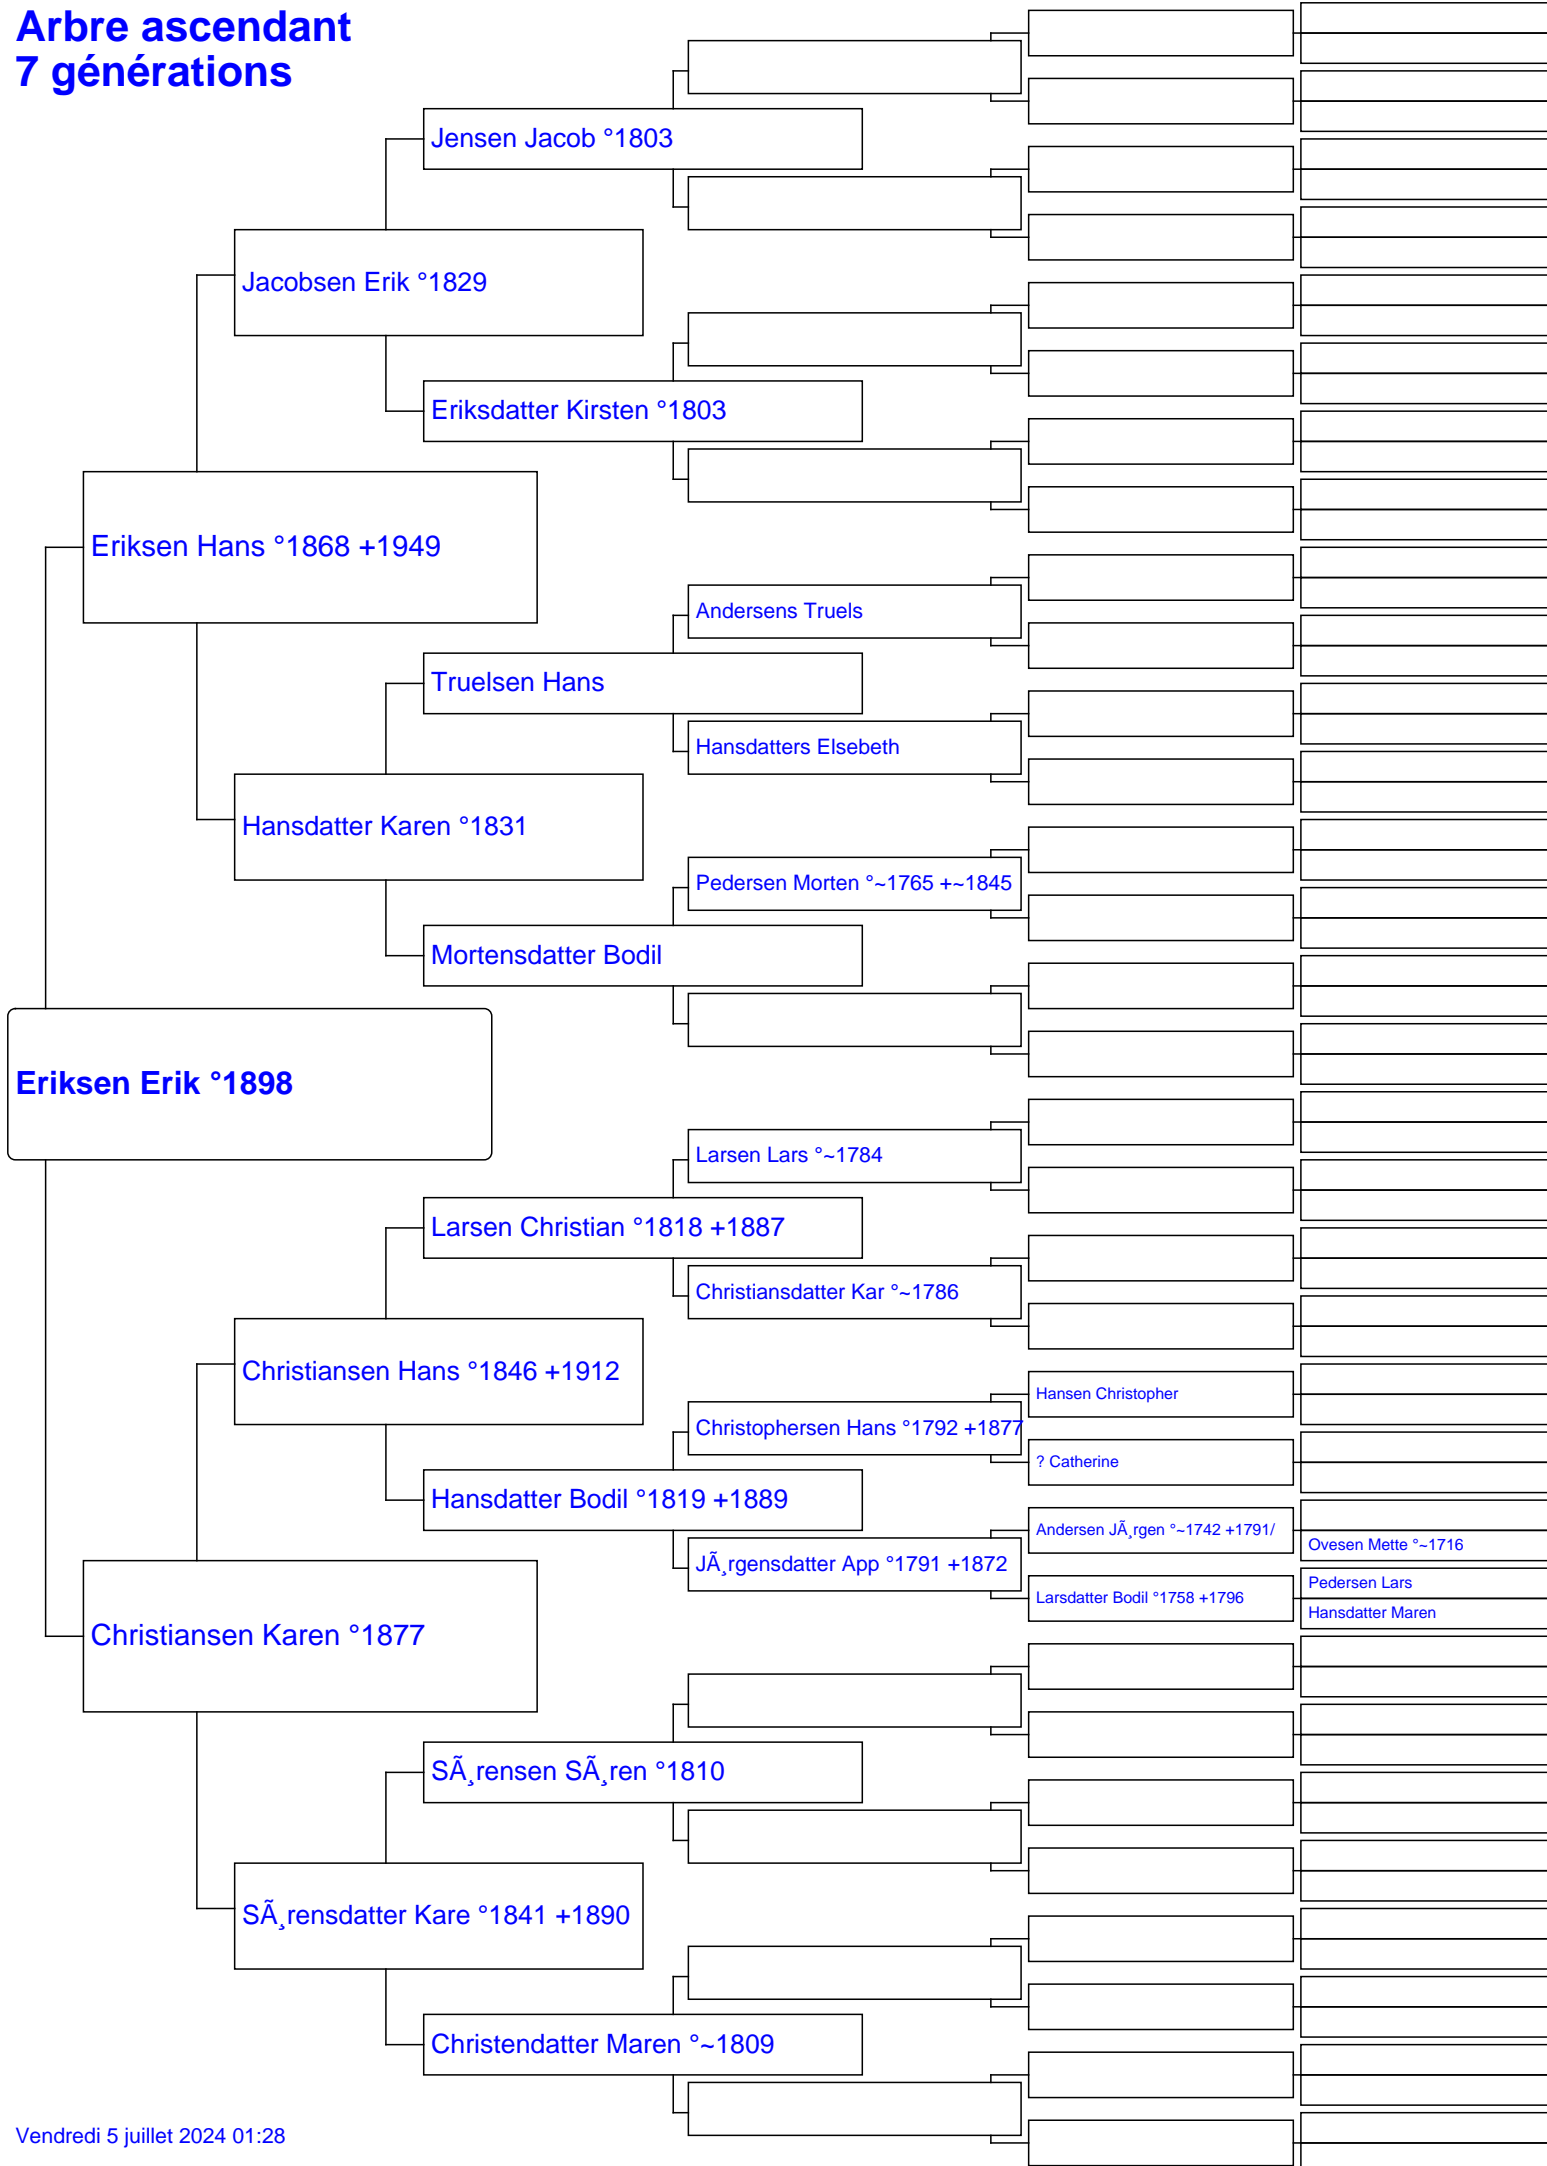 Arbre ascendant
7 générations
Jensen Jacob °1803
Jacobsen Erik °1829
Eriksdatter Kirsten °1803
Eriksen Hans °1868 +1949
Andersens Truels
Truelsen Hans
Hansdatters Elsebeth
Hansdatter Karen °1831
Pedersen Morten °~1765 +~1845
Mortensdatter Bodil
Eriksen Erik °1898
Larsen Lars °~1784
Larsen Christian °1818 +1887
Christiansdatter Kar °~1786
Christiansen Hans °1846 +1912
Hansen Christopher
Christophersen Hans °1792 +1877
? Catherine
Hansdatter Bodil °1819 +1889
Andersen JÃ¸rgen °~1742 +1791/
Ovesen Mette °~1716
JÃ¸rgensdatter App °1791 +1872
Pedersen Lars
Larsdatter Bodil °1758 +1796
Hansdatter Maren
Christiansen Karen °1877
SÃ¸rensen SÃ¸ren °1810
SÃ¸rensdatter Kare °1841 +1890
Christendatter Maren °~1809
Vendredi 5 juillet 2024 01:28